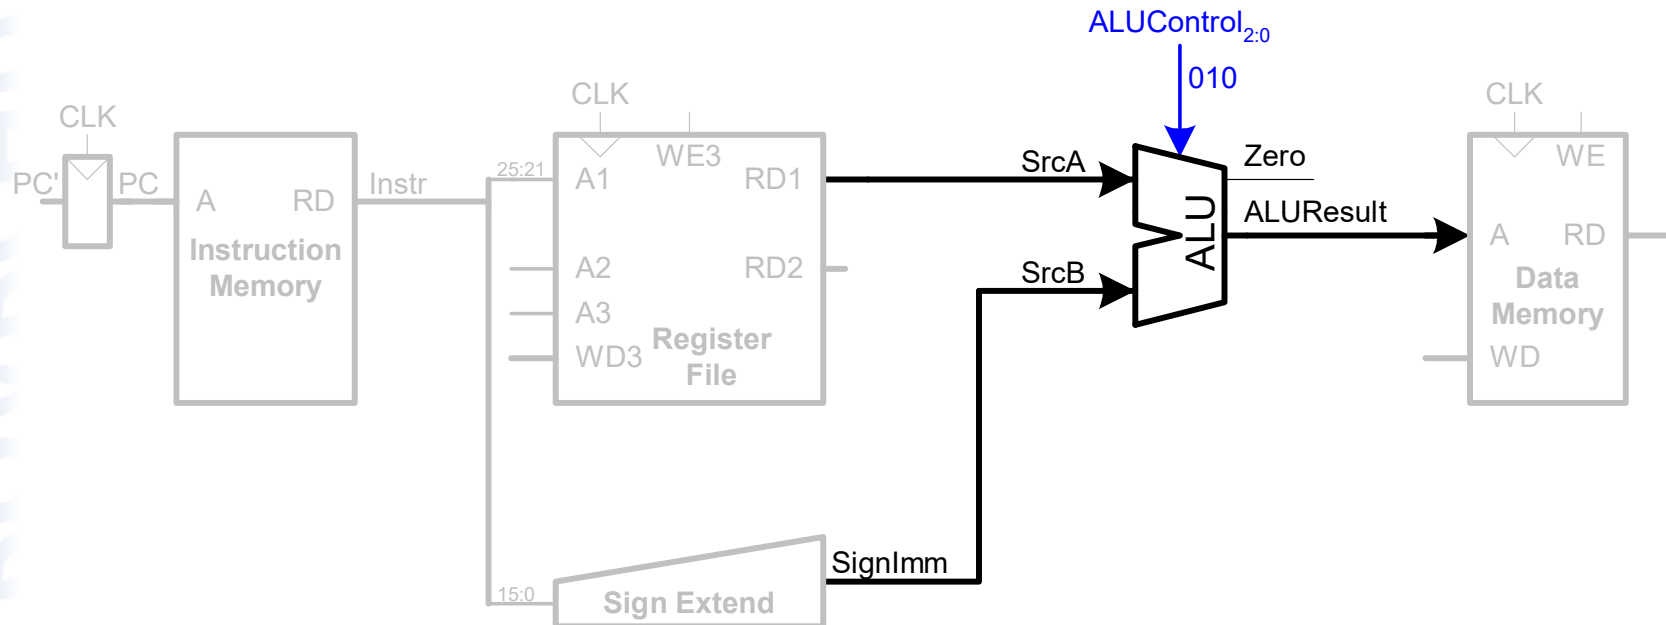 ALUControl2:0
010
CLK
CLK
CLK
PC'
PC
A
RD
Instruction
Memory
Instr
25:21
A1
WE3
RD1
A2
RD2
A3
WD3
Register
File
SrcA
SrcB
ALU
Zero
ALUResult
WE
A
RD
Data
Memory
WD
15:0
Sign Extend
SignImm